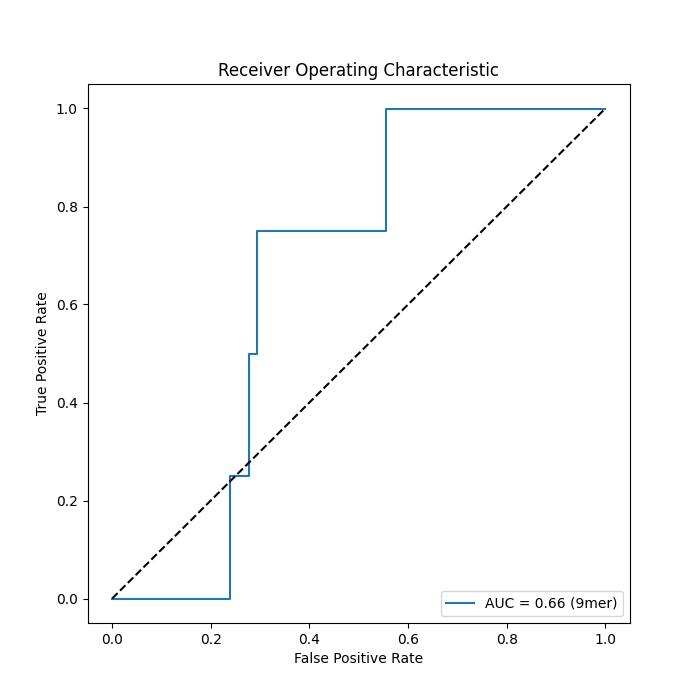 Receiver Operating Characteristic
True Positive Rate
1.0
0.8
0.6
0.4
0.2
0.0
AUC = 0.66 (9mer)
0.0 0.2 0.4 0.6 0.8 1.0
False Positive Rate